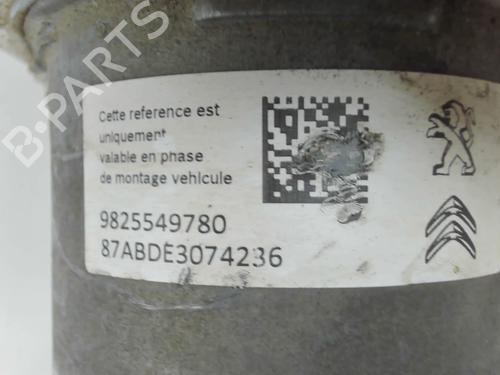 B-PARTS
Cette reference est
uniquement
valable en phase
de montage vehicule
9825549780
87ABDE3074236